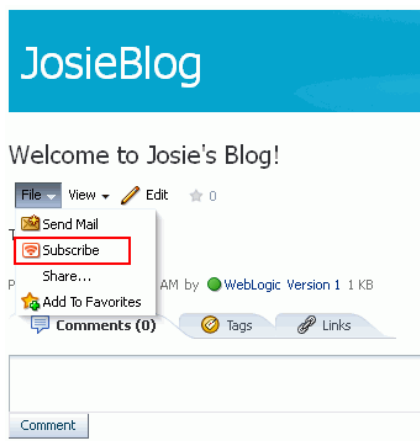 JosieBlog
Welcome to Josie's Blog!
File View Edit 0
Send Mail
Subscribe
Share...
Add To Favorites
AM by WebLogic Version 1 1 KB
Comments (0) Tags Links
Comment